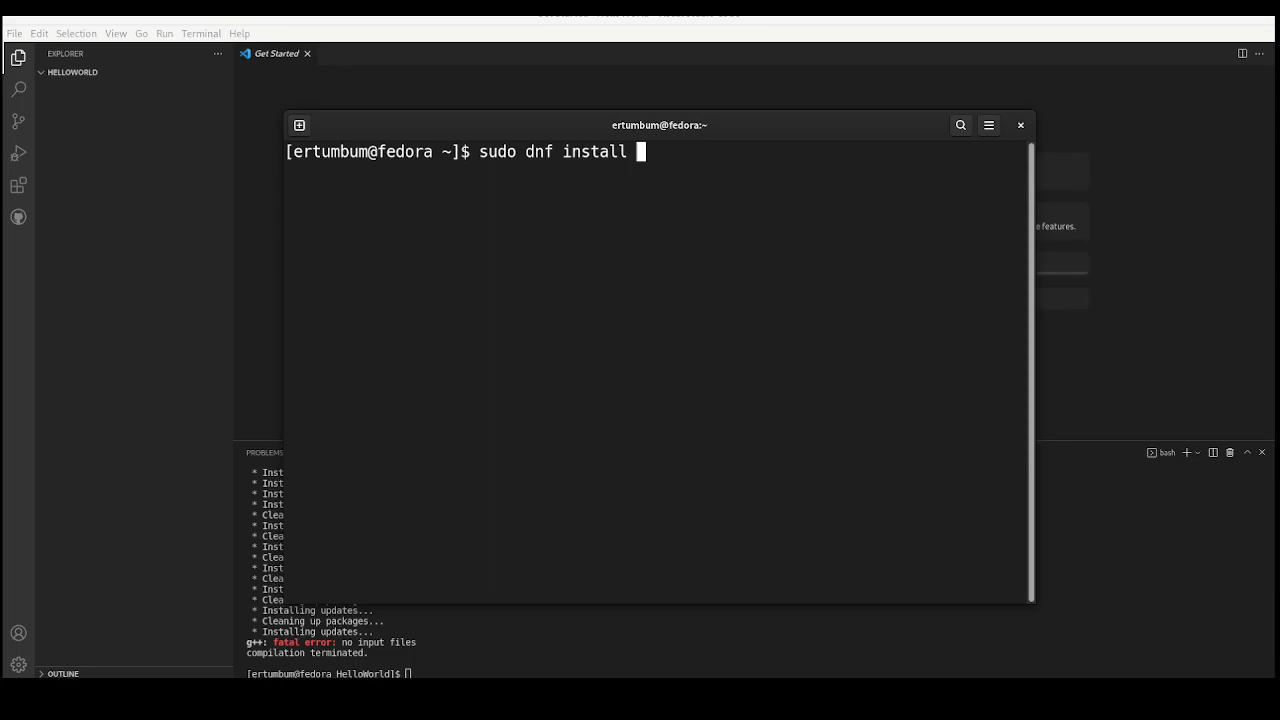 File Edit Selection View Go Run Terminal Help
EXPLORER
Get Started
HELLOWORLD
ertumbum@fedora:~
[ertumbum@fedora ~]$ sudo dnf install
e features.
PROBLEMS
bash
* Inst
* Inst
* Inst
* Inst
* Clea
* Inst
* Clea
* Inst
* Clea
* Inst
* Clea
* Inst
* Clea
* Installing updates...
* Cleaning up packages...
* Installing updates...
g++: fatal error: no input files
compilation terminated.
OUTLINE
[ertumbum@fedora HelloWorld]$